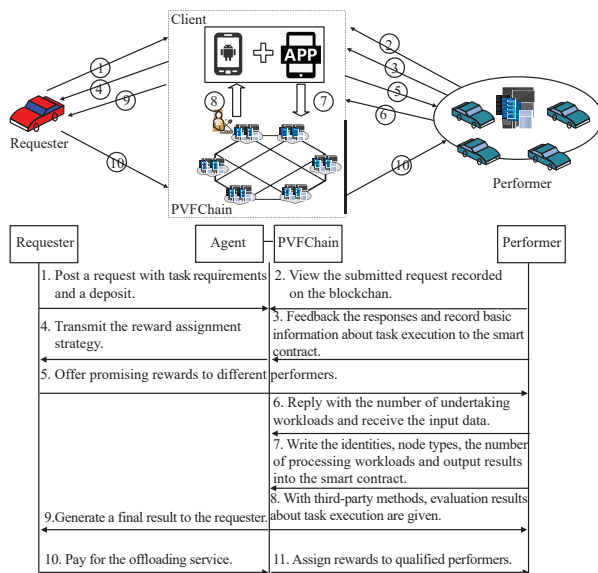 Client
APP
1
4
9
10
8
7
2
3
5
6
10
Requester
PVFChain
Performer
Requester
Agent
PVFChain
Performer
1. Post a request with task requirements
and a deposit.
2. View the submitted request recorded
on the blockchain.
3. Feedback the responses and record basic
information about task execution to the smart
contract.
4. Transmit the reward assignment
strategy.
5. Offer promising rewards to different performers.
6. Reply with the number of undertaking
workloads and receive the input data.
7. Write the identities, node types, the number
of processing workloads and output results
into the smart contract.
8. With third-party methods, evaluation results
about task execution are given.
9.Generate a final result to the requester.
10. Pay for the offloading service.
11. Assign rewards to qualified performers.